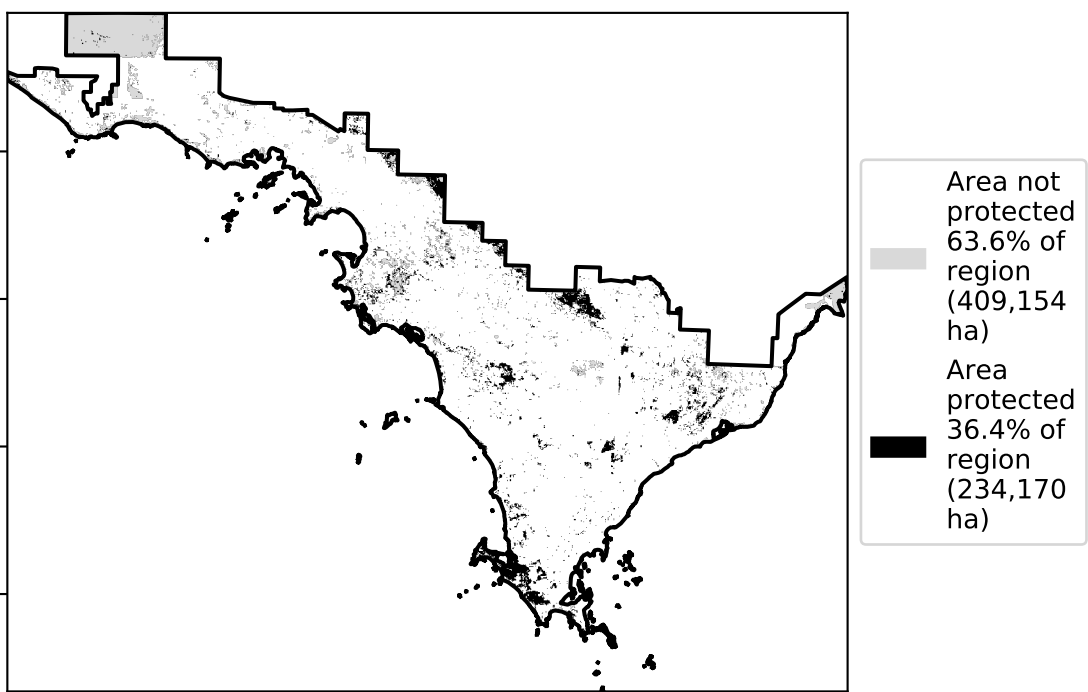 Area not
protected
63.6% of
region
(409,154
ha)
Area
protected
36.4% of
region
(234,170
ha)